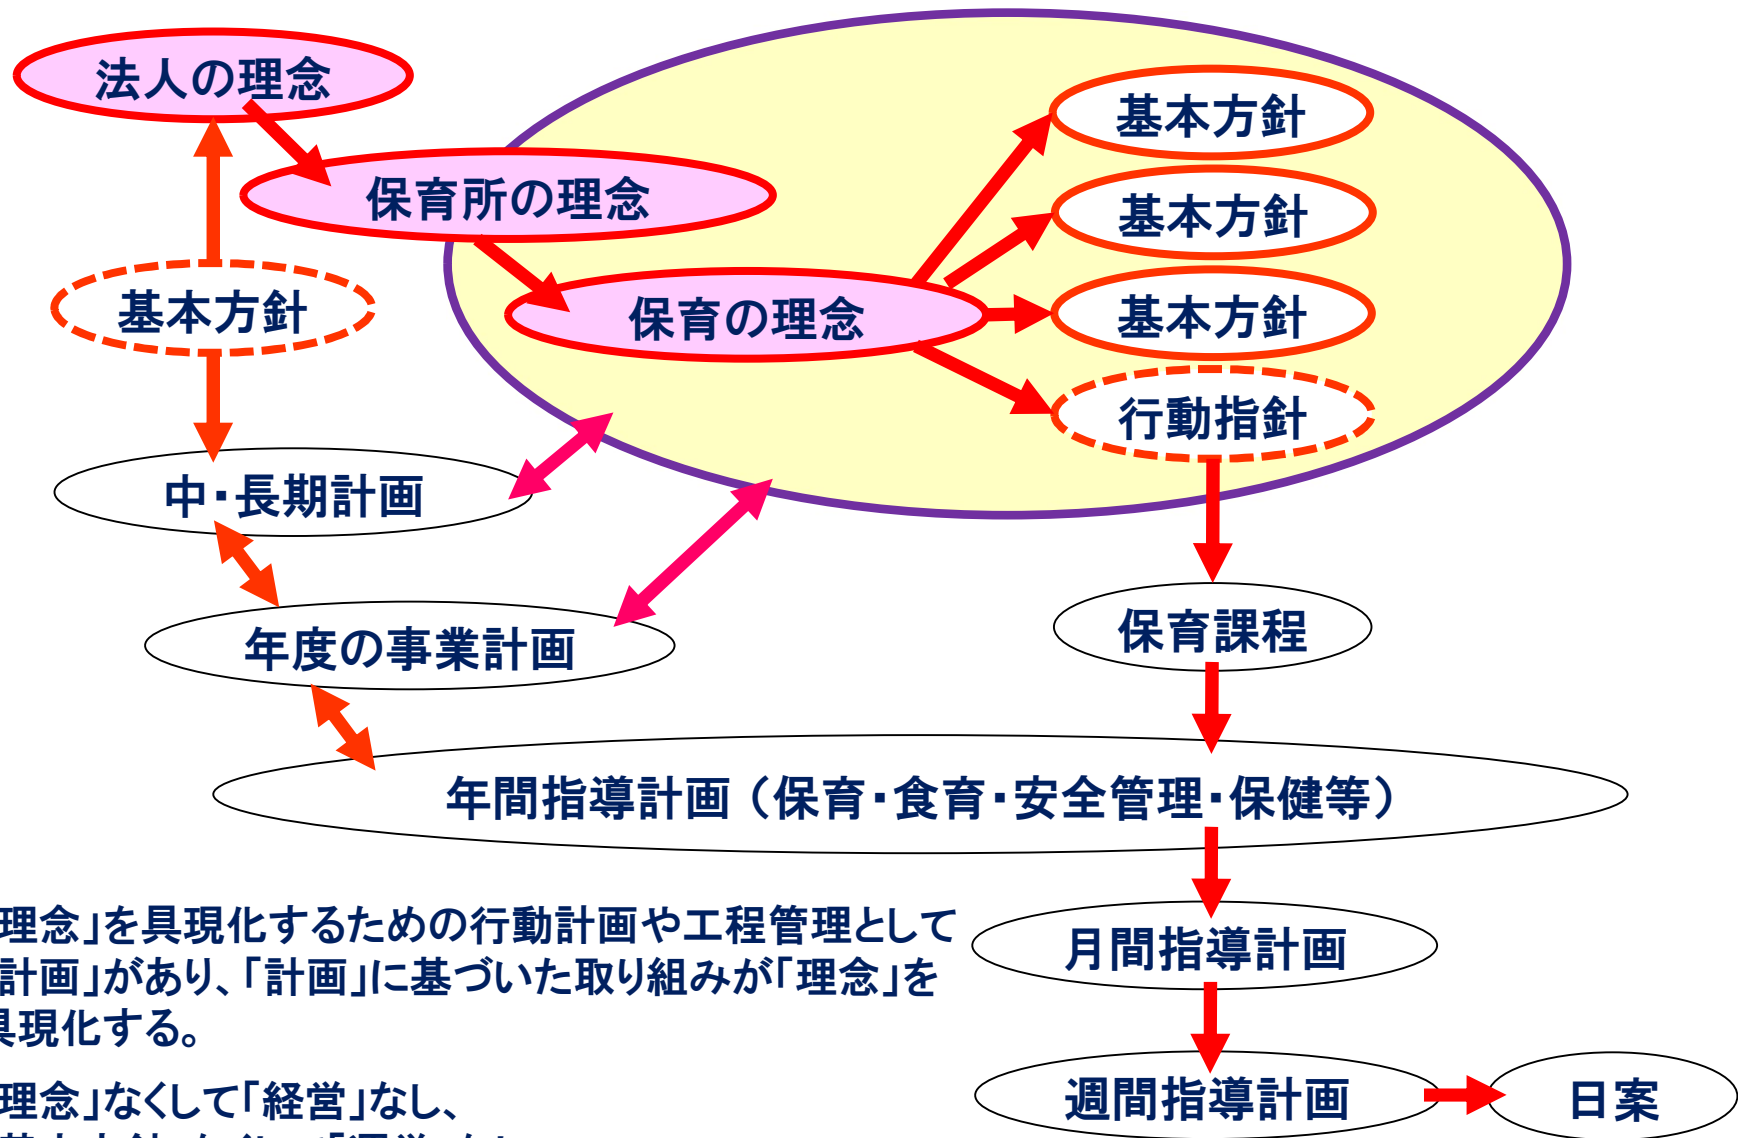 法人の理念
保育所の理念
保育の理念
基本方針
基本方針
基本方針
行動指針
基本方針
中・長期計画
年度の事業計画
保育課程
年間指導計画（保育・食育・安全管理・保健等）
月間指導計画
週間指導計画
日案
理念」を具現化するための行動計画や工程管理として
計画」があり、「計画」に基づいた取り組みが「理念」を
具現化する。
理念」なくして「経営」なし、